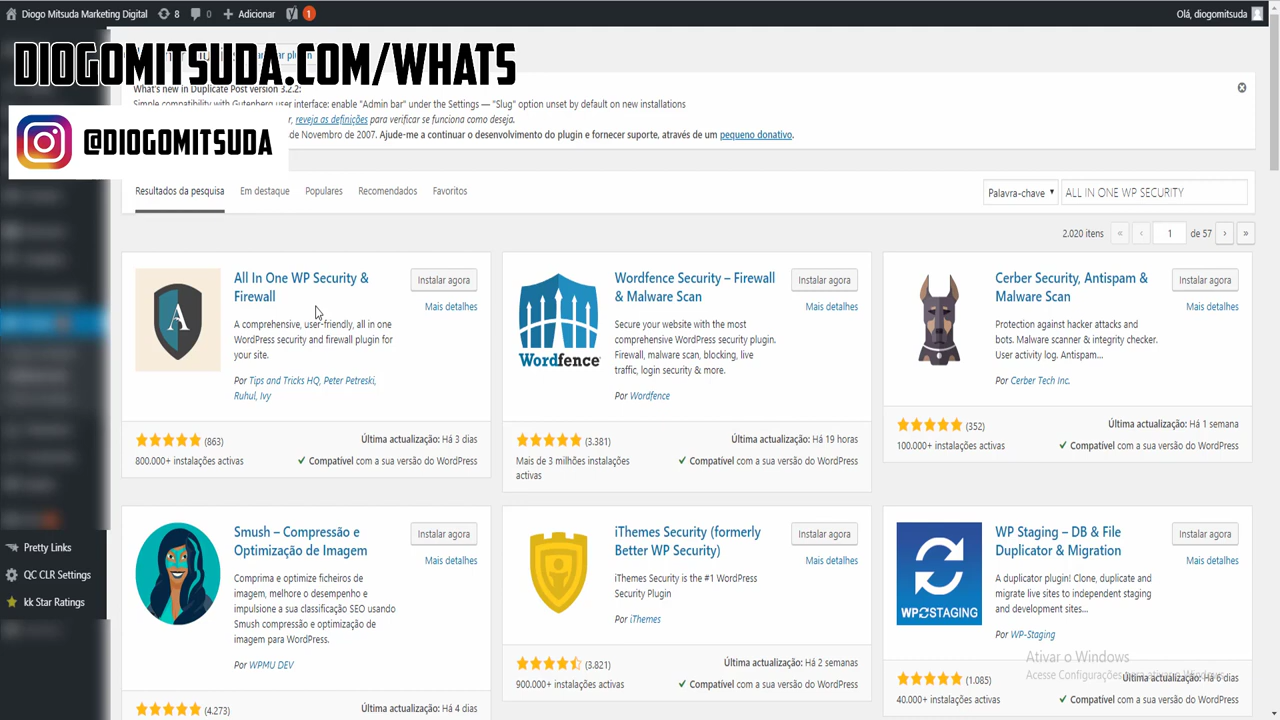 Diogo Mitsuda Marketing Digital 8 0 + Adicionar 1 Olá, diogomitsuda
DIOGOMITSUDA.COM/WHATS
What's new in Duplicate Post version 3.2.2:
Simple compatibility with Gutenberg user interface: enable "Admin bar" under the Settings — "Slug" option unset by default on new installations
reveja as definições para verificar se funciona como deseja.
de Novembro de 2007. Ajude-me a continuar o desenvolvimento do plugin e fornecer suporte, através de um pequeno donativo.
@DIOGOMITSUDA
Resultados da pesquisa Em destaque Populares Recomendados Favoritos Palavra-chave ALL IN ONE WP SECURITY
2.020 itens « ‹ 1 de 57 › »
All In One WP Security &
Firewall
Instalar agora
Mais detalhes
A comprehensive, user-friendly, all in one
WordPress security and firewall plugin for
your site.
Por Tips and Tricks HQ, Peter Petreski,
Ruhul, Ivy
(863)
Última actualização: Há 3 dias
800.000+ instalações activas
Compatível com a sua versão do WordPress
Wordfence
Wordfence Security – Firewall
& Malware Scan
Instalar agora
Mais detalhes
Secure your website with the most
comprehensive WordPress security plugin.
Firewall, malware scan, blocking, live
traffic, login security & more.
Por Wordfence
(3.381)
Última actualização: Há 19 horas
Mais de 3 milhões instalações
activas
Compatível com a sua versão do WordPress
Cerber Security, Antispam &
Malware Scan
Instalar agora
Mais detalhes
Protection against hacker attacks and
bots. Malware scanner & integrity checker.
User activity log. Antispam...
Por Cerber Tech Inc.
(352)
Última actualização: Há 1 semana
100.000+ instalações activas
Compatível com a sua versão do WordPress
Smush – Compressão e
Optimização de Imagem
Instalar agora
Mais detalhes
Comprima e optimize ficheiros de
imagem, melhore o desempenho e
impulsione a sua classificação SEO usando
Smush compressão e optimização de
imagem para WordPress.
Por WPMU DEV
(4.273)
Última actualização: Há 4 dias
iThemes Security (formerly
Better WP Security)
Instalar agora
Mais detalhes
iThemes Security is the #1 WordPress
Security Plugin
Por iThemes
(3.821)
Última actualização: Há 2 semanas
900.000+ instalações activas
Compatível com a sua versão do WordPress
WP STAGING
WP Staging – DB & File
Duplicator & Migration
Instalar agora
Mais detalhes
A duplicator plugin! Clone, duplicate and
migrate live sites to independent staging
and development sites...
Por WP-Staging
(1.085)
Última actualização: Há 6 dias
40.000+ instalações activas
Compatível com a sua versão do WordPress
Pretty Links
QC CLR Settings
kk Star Ratings
Ativar o Windows
Acesse Configurações para ativar o Windows.